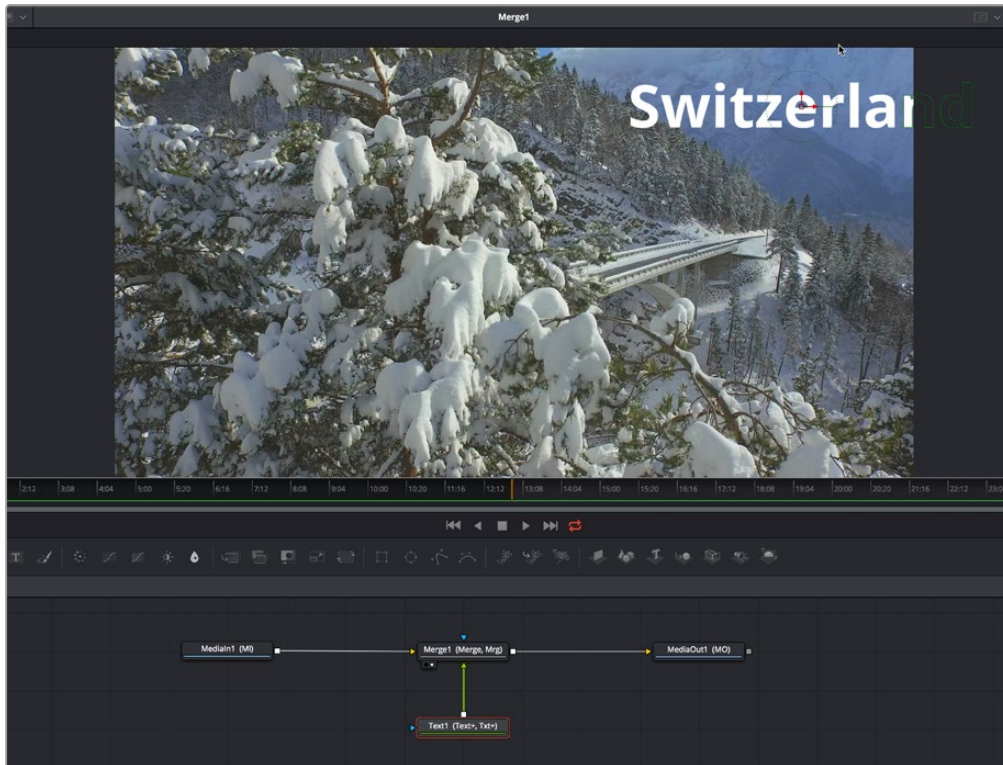 Merge1
Switzerland
2:12 3:08 4:04 5:00 5:20 6:16 7:12 8:08 9:04 10:00 10:20 11:16 12:12 13:08 14:04 15:00 15:20 16:16 17:12 18:08 19:04 20:00 20:20 21:16 22:12
T
MediaIn1 (MI)
Merge1 (Merge, Mrg)
MediaOut1 (MO)
Text1 (Text+, Txt+)